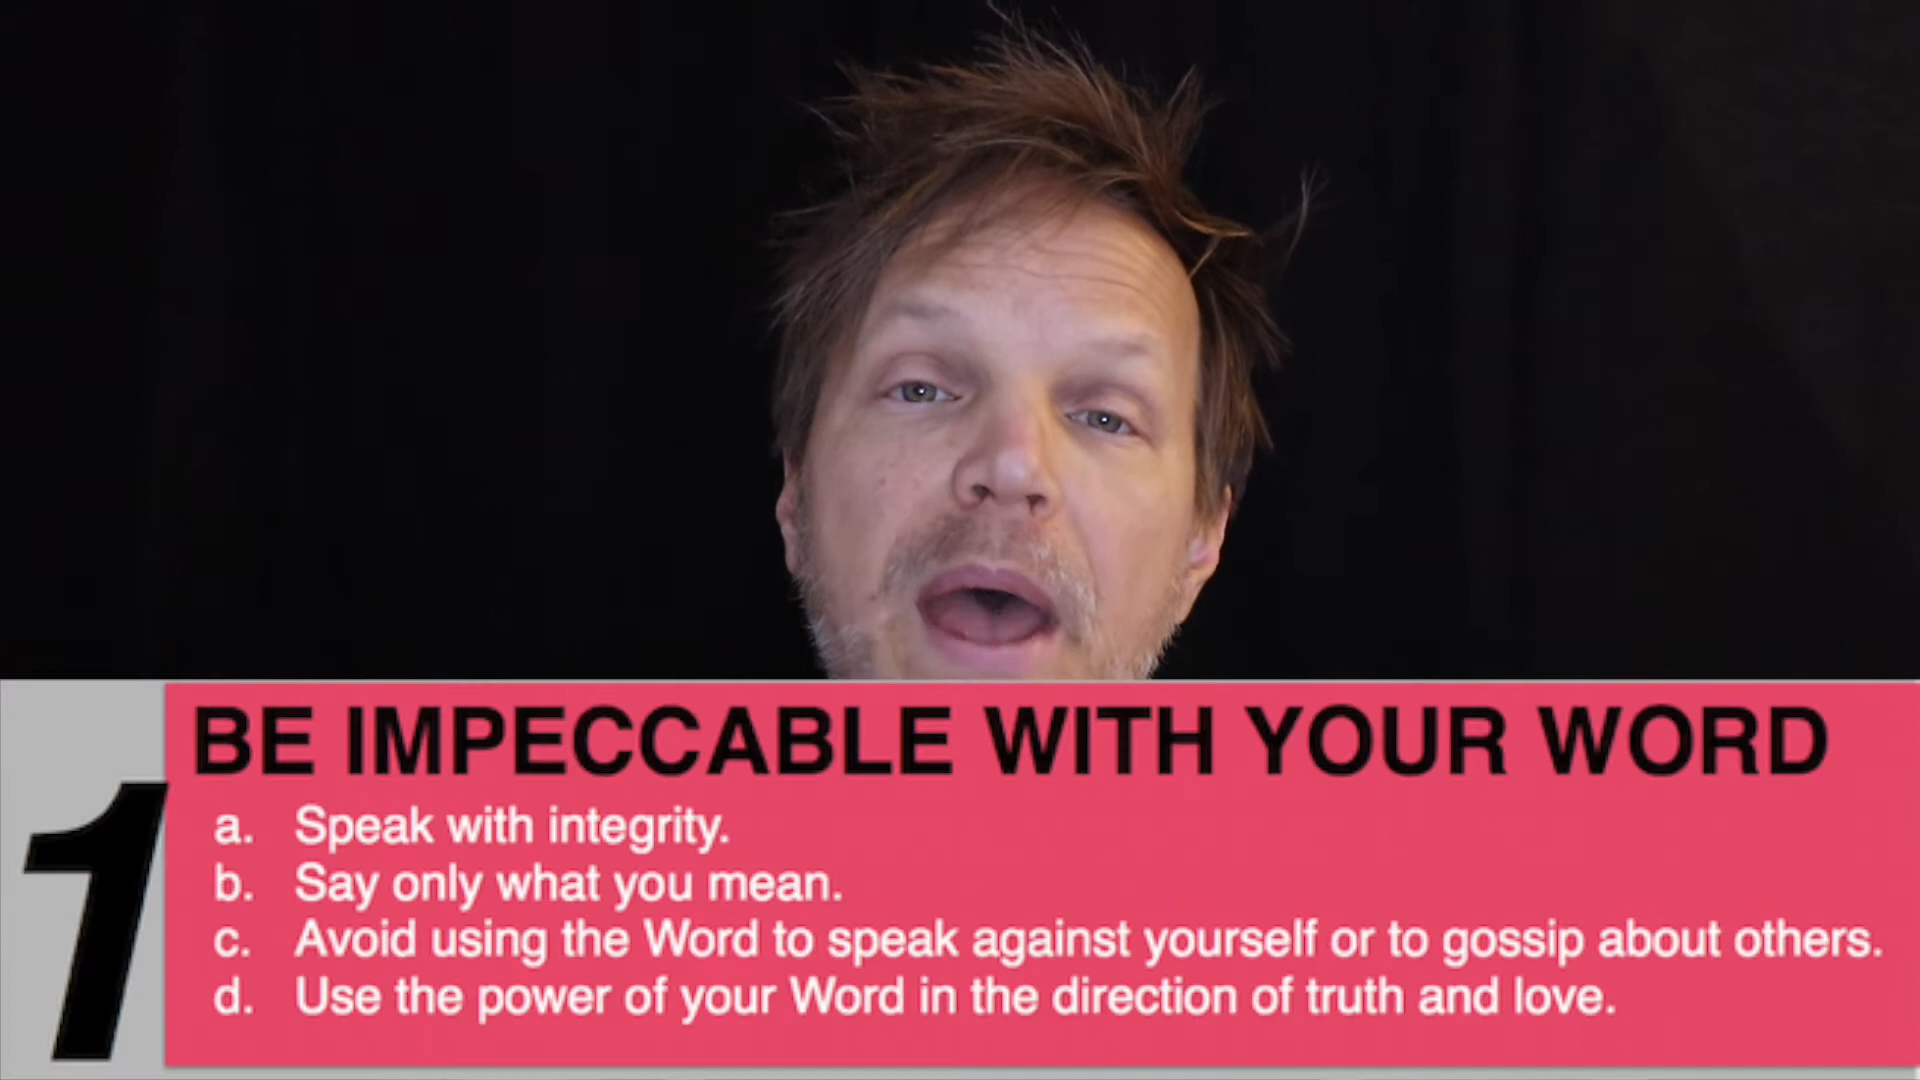 1
BE IMPECCABLE WITH YOUR WORD
a. Speak with integrity.
b. Say only what you mean.
c. Avoid using the Word to speak against yourself or to gossip about others.
d. Use the power of your Word in the direction of truth and love.